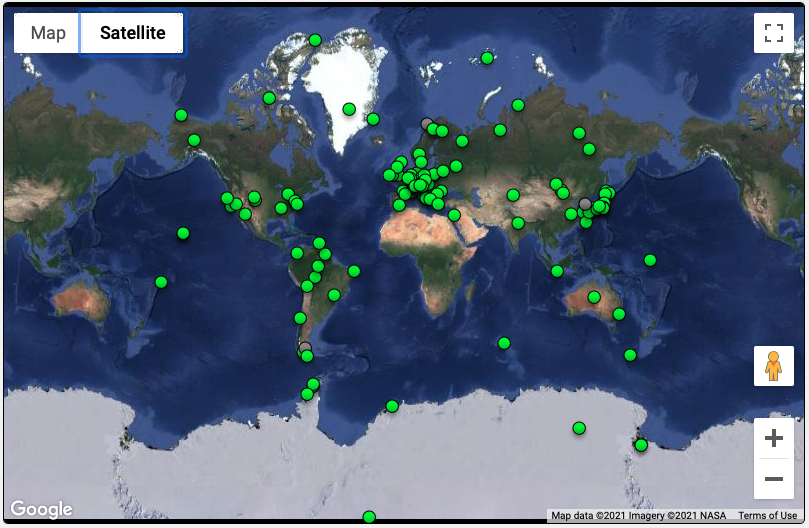 Map
Satellite
Google
Map data ©2021 Imagery ©2021 NASA
Terms of Use